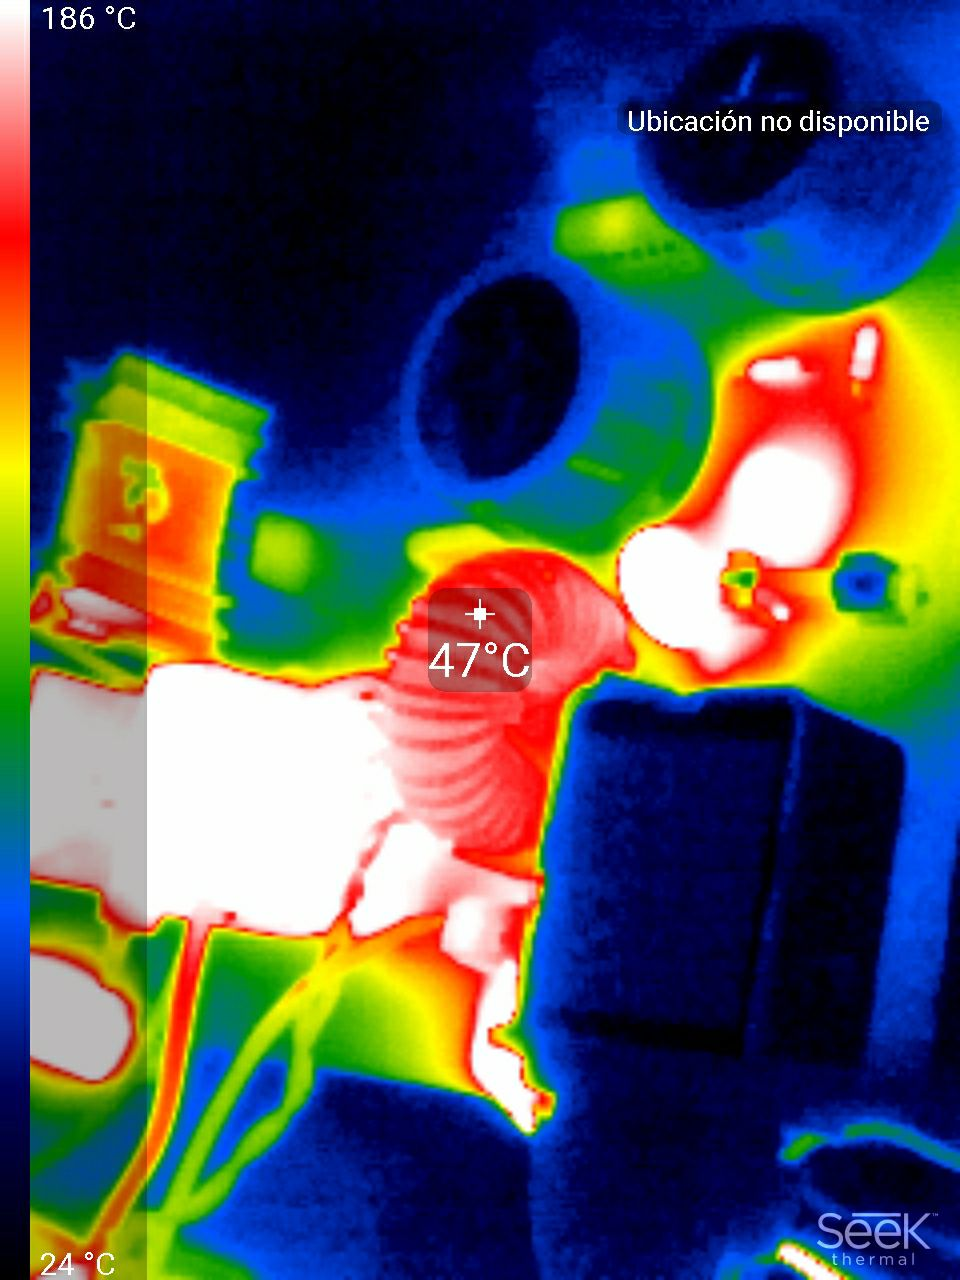 186 °C
Ubicación no disponible
47°C
24 °C
Seek
thermal